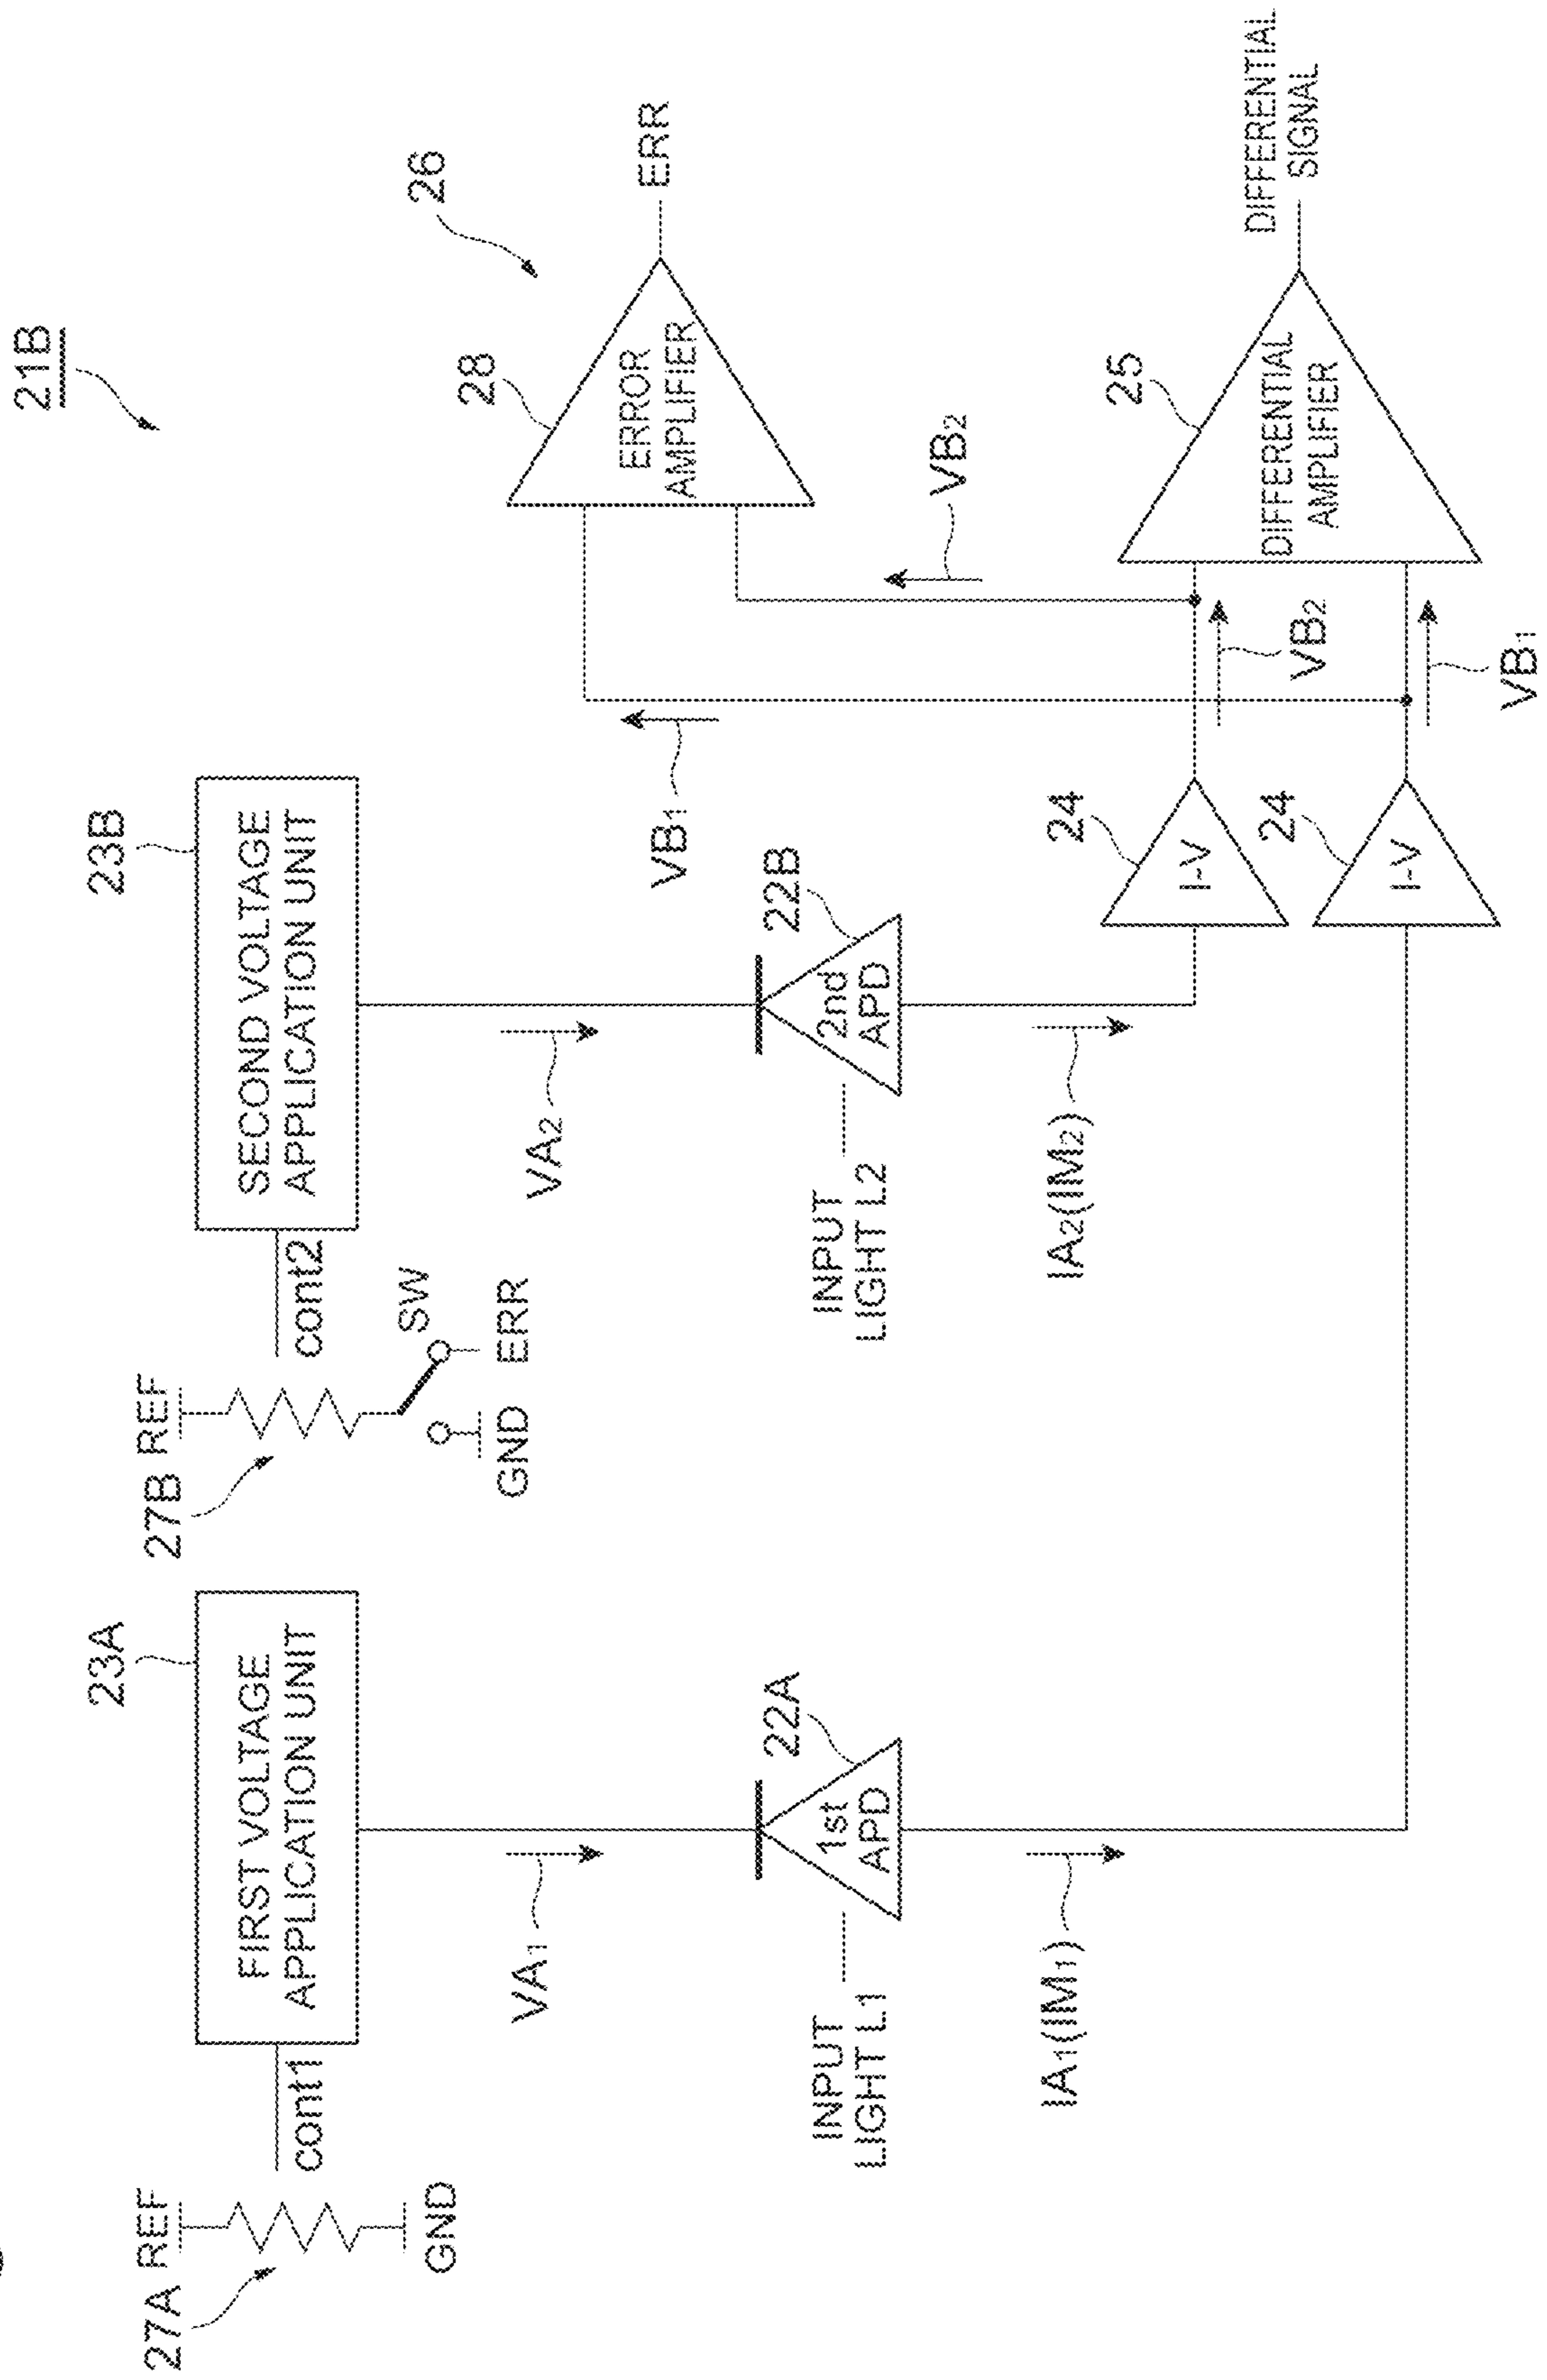 21B
27A
REF
GND
cont1
23A
FIRST VOLTAGE
APPLICATION UNIT
27B
REF
cont2
SW
GND
ERR
23B
SECOND VOLTAGE
APPLICATION UNIT
VA1
VA2
INPUT
LIGHT L1
1st
APD
22A
INPUT
LIGHT L2
2nd
APD
22B
IA1(IM1)
IA2(IM2)
VB1
VB2
28
ERROR
AMPLIFIER
26
ERR
24
I-V
24
I-V
VB2
VB1
25
DIFFERENTIAL
AMPLIFIER
DIFFERENTIAL
SIGNAL